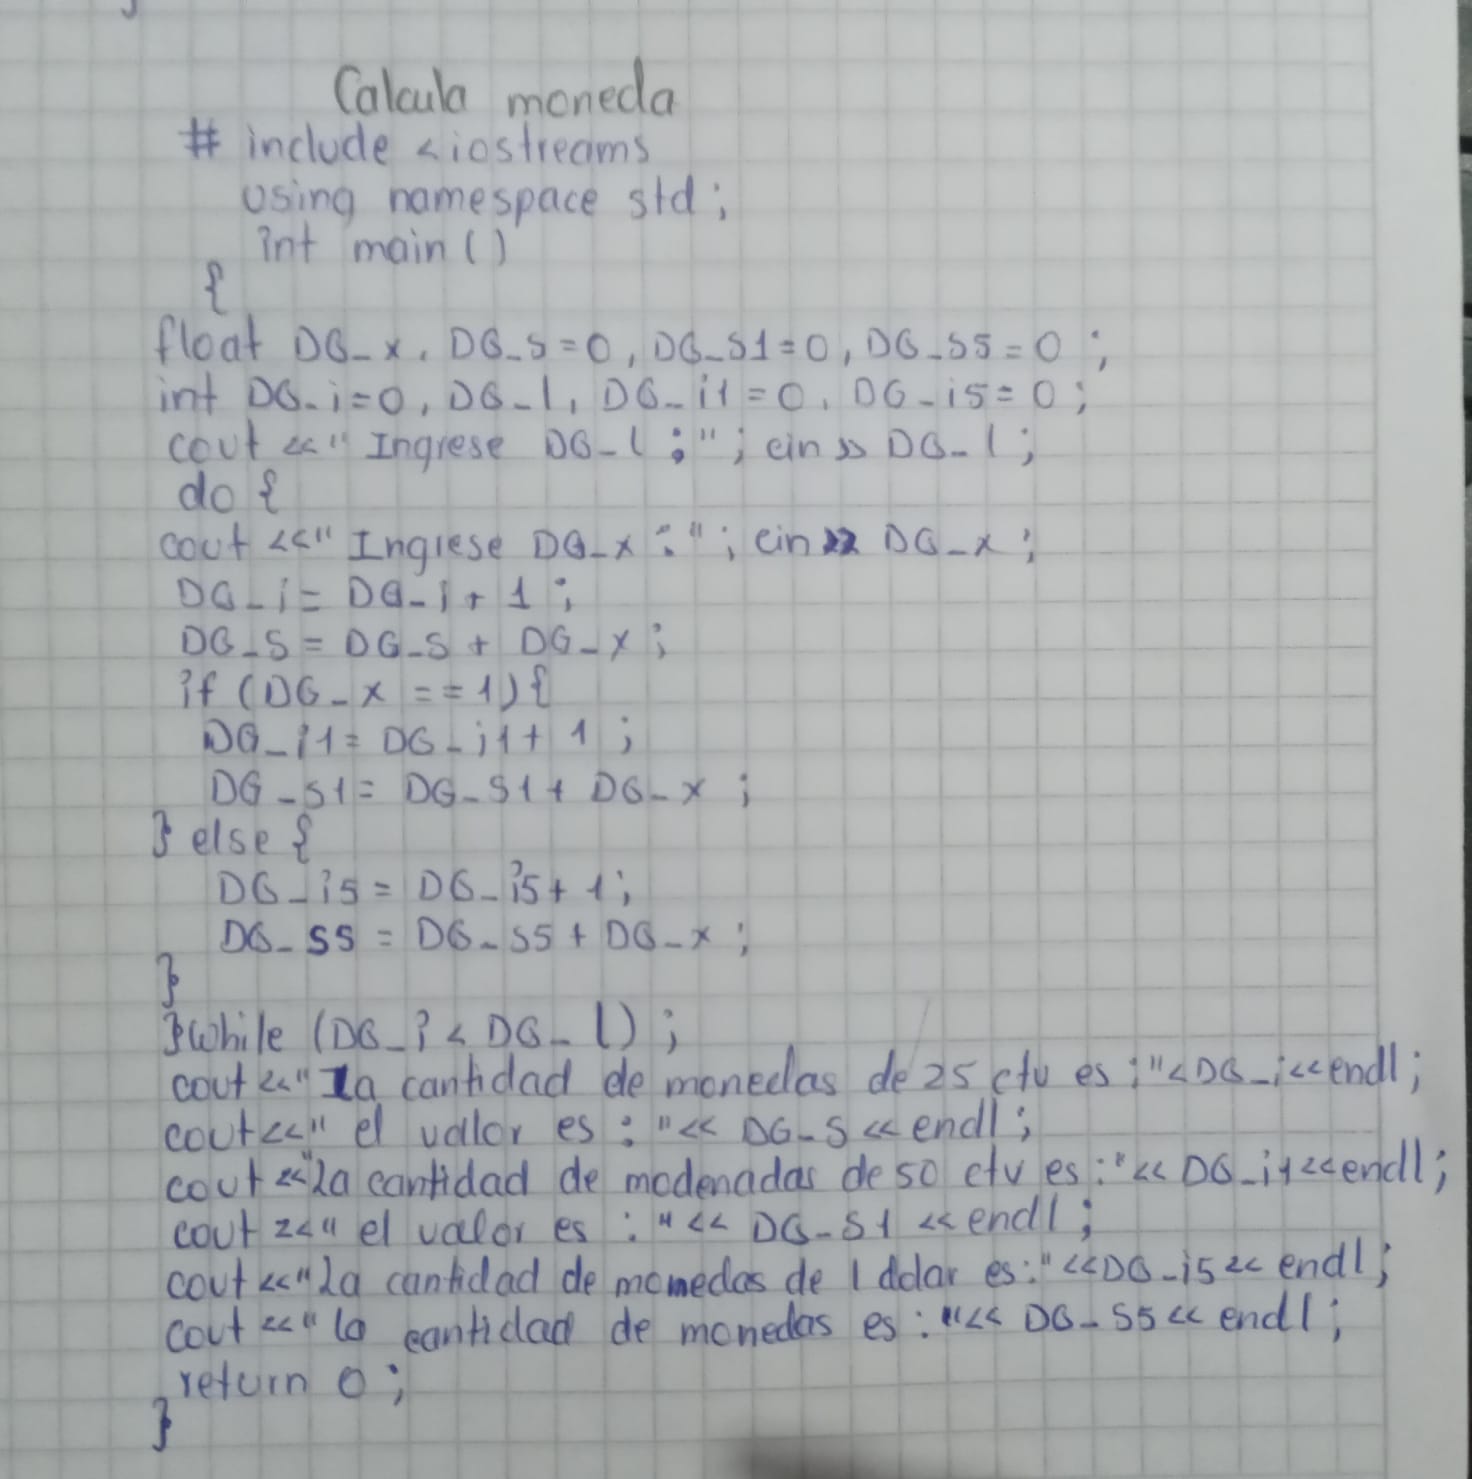 Calcula moneda
# include <iostreams
using namespace std;
int main ()
{
float DG_x, DG_S=0, DG_S1=0, DG_S5=0;
int DG_i=0, DG_l, DG_i1=0, DG_i5=0;
cout <<" Ingrese DG_l :"; cin >> DG_l;
do {
cout <<" Ingrese DG_x :"; cin >> DG_x;
DG_i= DG_i+ 1;
DG_S = DG_S + DG_x;
if (DG_x ==1){
DG_i1= DG_i1+ 1;
DG_S1= DG_S1+ DG_x;
} else {
DG_i5= DG_i5+ 1;
DG_S5 = DG_S5+ DG_x;
}
}while (DG_i < DG_l);
cout <<" la cantidad de monedas de 25 ctv es :"<DG_i<<endl;
cout<<" el valor es : "<< DG_S << endl;
cout <<"la cantidad de modenadas de 50 ctv es:"<< DG_i1<<endl;
cout <<" el valor es : "<< DG_S1 << endl;
cout <<"la cantidad de monedas de 1 dolar es:"<<DG_i5<< endl;
cout <<" la cantidad de monedas es : "<< DG_S5 << endl;
return 0;
}